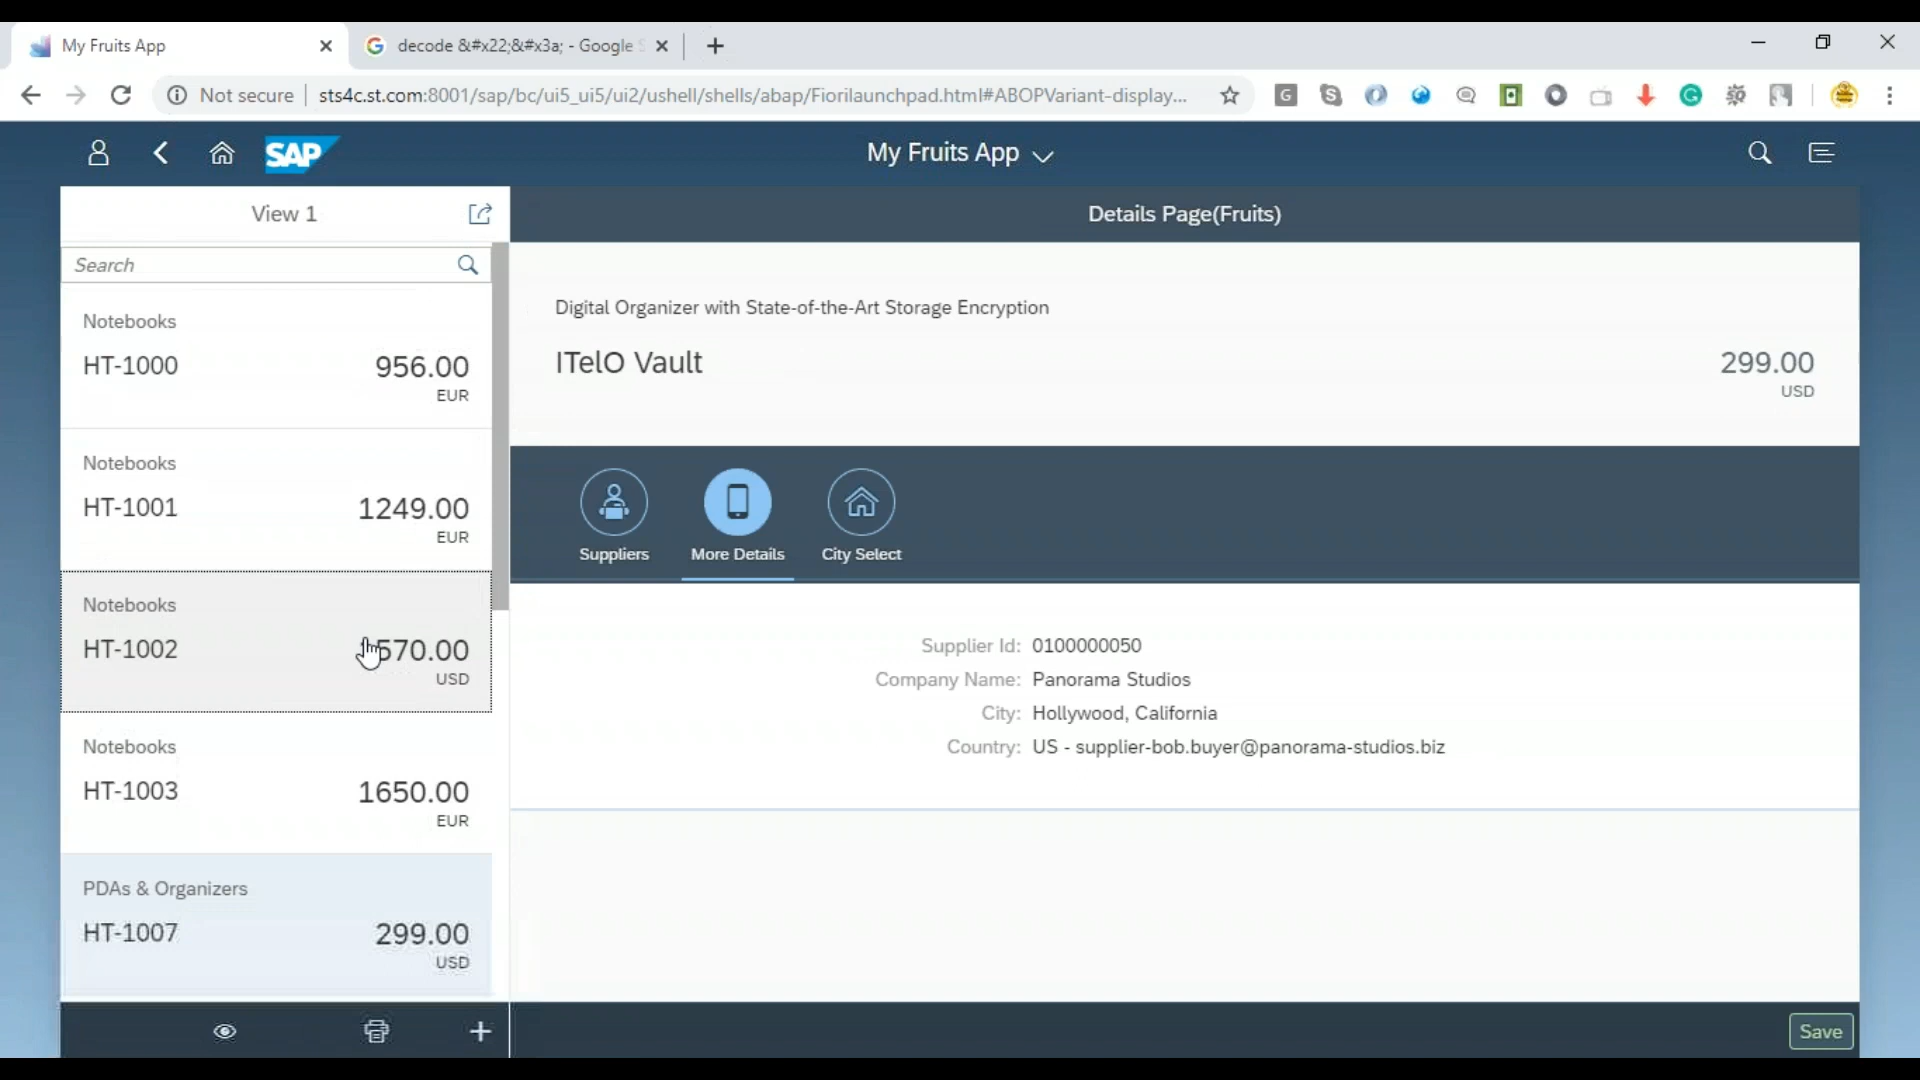 My Fruits App
decode &#x22;&#x3a; - Google
Not secure
sts4c.st.com:8001/sap/bc/ui5_ui5/ui2/ushell/shells/abap/Fiorilaunchpad.html#ABOPVariant-display...
SAP
My Fruits App
View 1
Details Page(Fruits)
Search
Notebooks
HT-1000
956.00
EUR
Notebooks
HT-1001
1249.00
EUR
Notebooks
HT-1002
570.00
USD
Notebooks
HT-1003
1650.00
EUR
PDAs & Organizers
HT-1007
299.00
USD
Digital Organizer with State-of-the-Art Storage Encryption
ITelO Vault
299.00
USD
Suppliers
More Details
City Select
Supplier Id: 0100000050
Company Name: Panorama Studios
City: Hollywood, California
Country: US - supplier-bob.buyer@panorama-studios.biz
Save